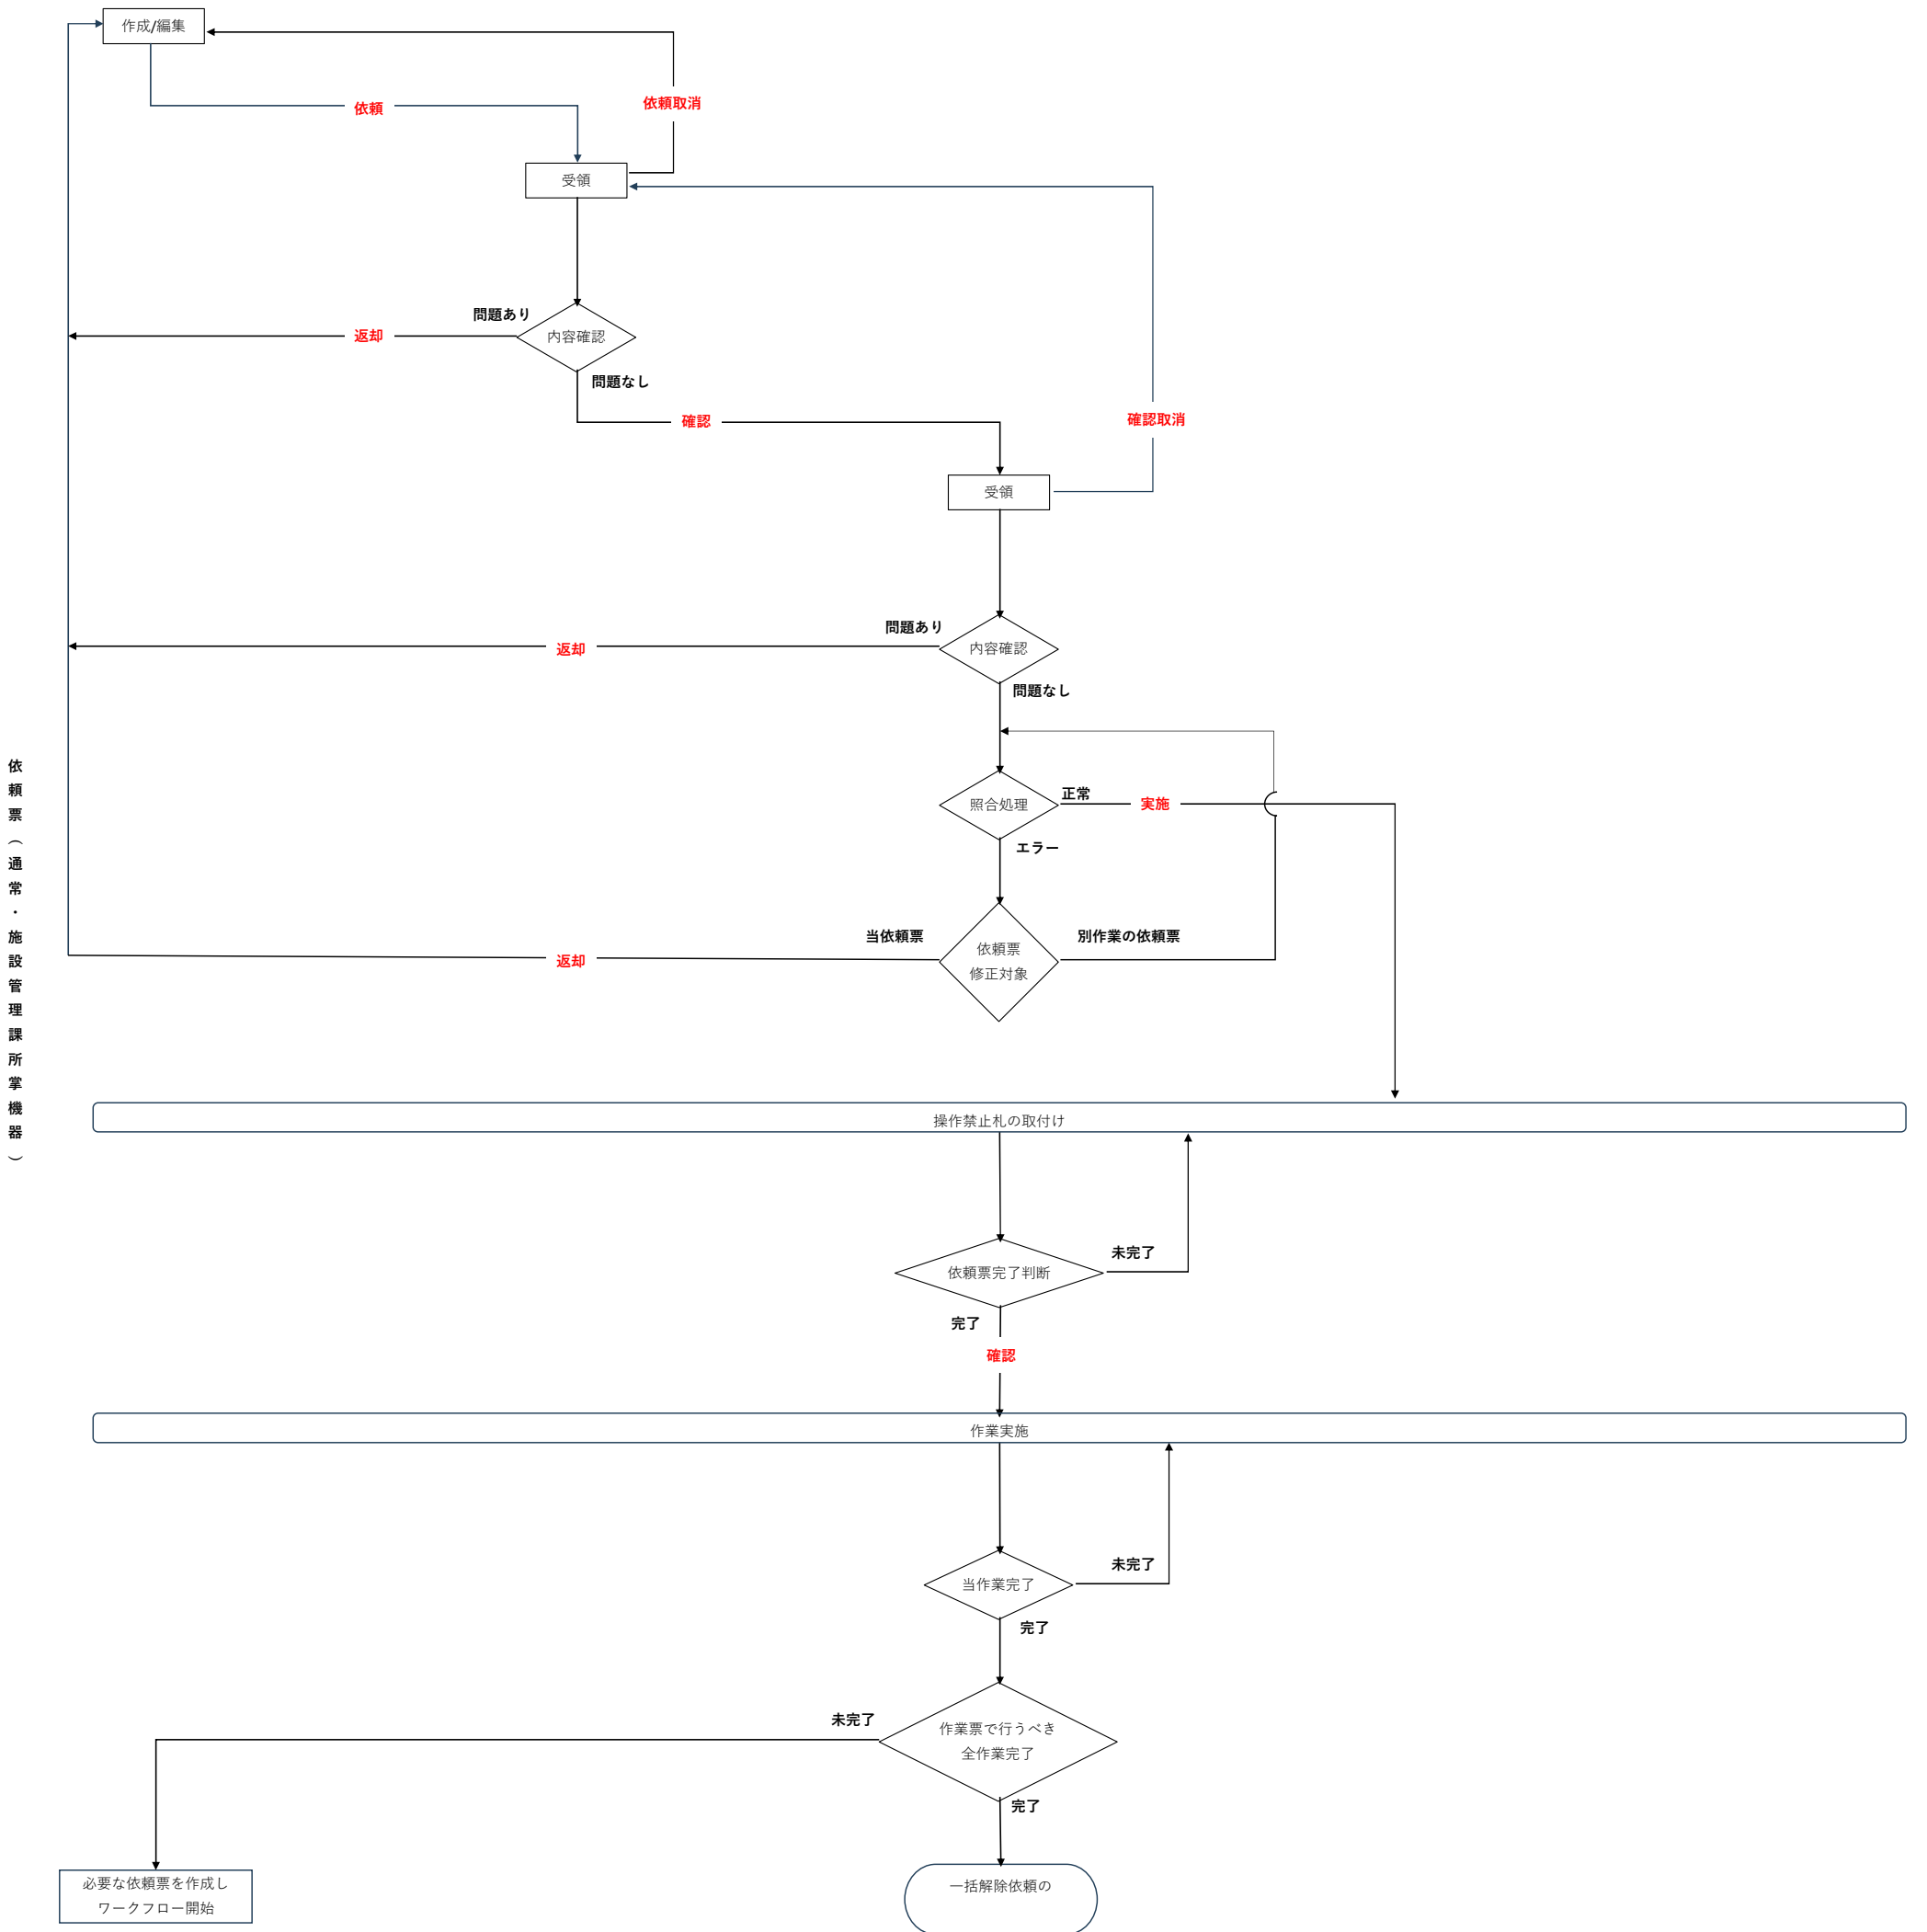 作成/編集
依頼
依頼取消
受領
問題あり
返却
内容確認
問題なし
確認
確認取消
受領
問題あり
返却
内容確認
問題なし
依頼票（通常・施設管理課所掌機器）
照合処理
正常
実施
エラー
当依頼票
別作業の依頼票
返却
依頼票
修正対象
操作禁止札の取付け
未完了
依頼票完了判断
完了
確認
作業実施
未完了
当作業完了
完了
未完了
作業票で行うべき
全作業完了
完了
必要な依頼票を作成し
ワークフロー開始
一括解除依頼の